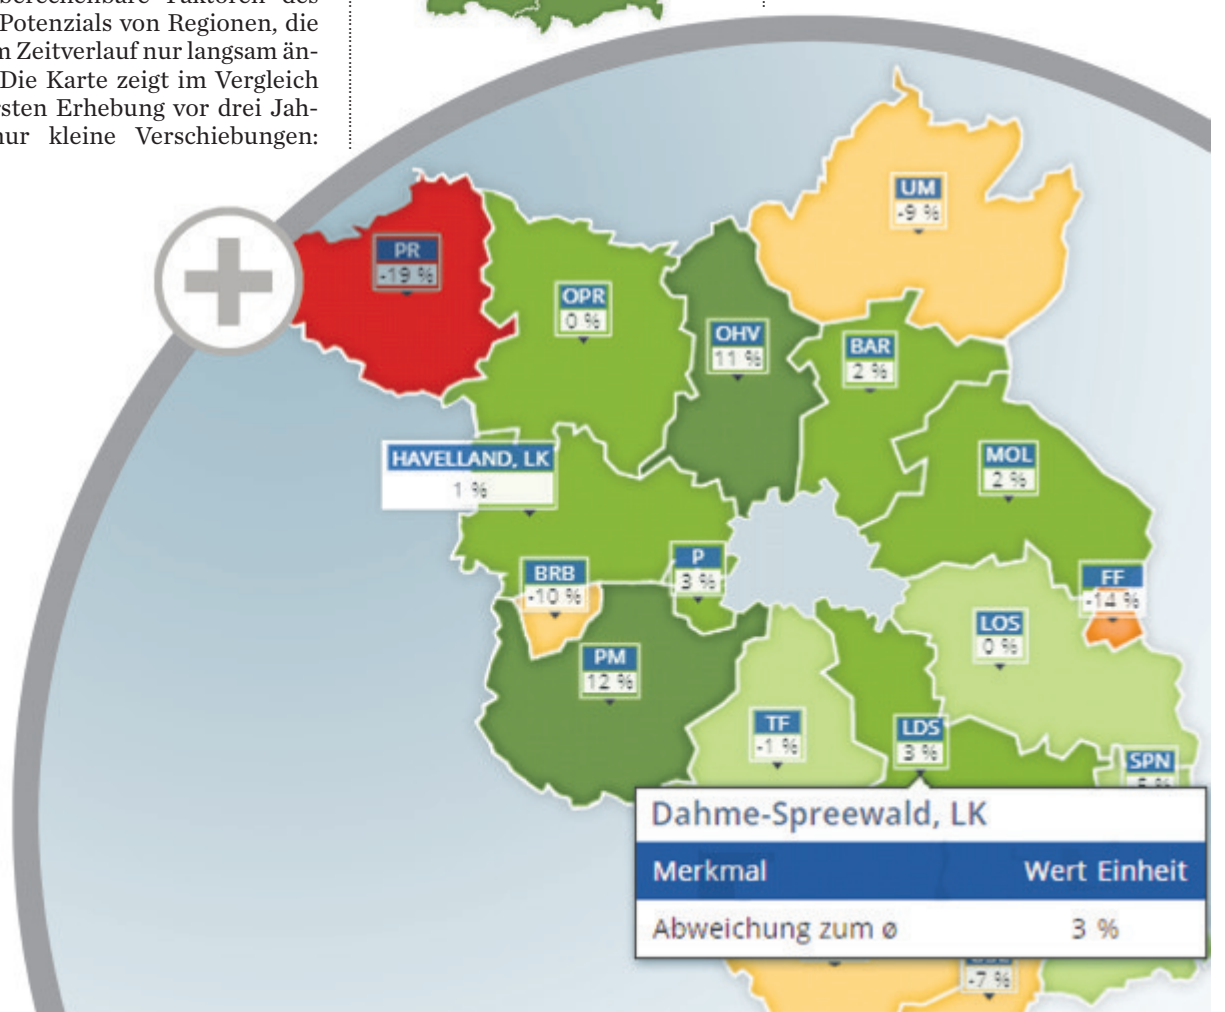 Potenzials von Regionen, die
Zeitverlauf nur langsam än-
Die Karte zeigt im Vergleich
Erhebung vor drei Jah-
kleine Verschiebungen:
UM
-9 %
PR
-19 %
OPR
0 %
OHV
11 %
BAR
2 %
HAVELLAND, LK
1 %
MOL
2 %
P
3 %
BRB
-10 %
FF
-14 %
LOS
0 %
PM
12 %
TF
-1 %
LDS
3 %
SPN
Dahme-Spreewald, LK
Merkmal Wert Einheit
Abweichung zum ø 3 %
-7 %